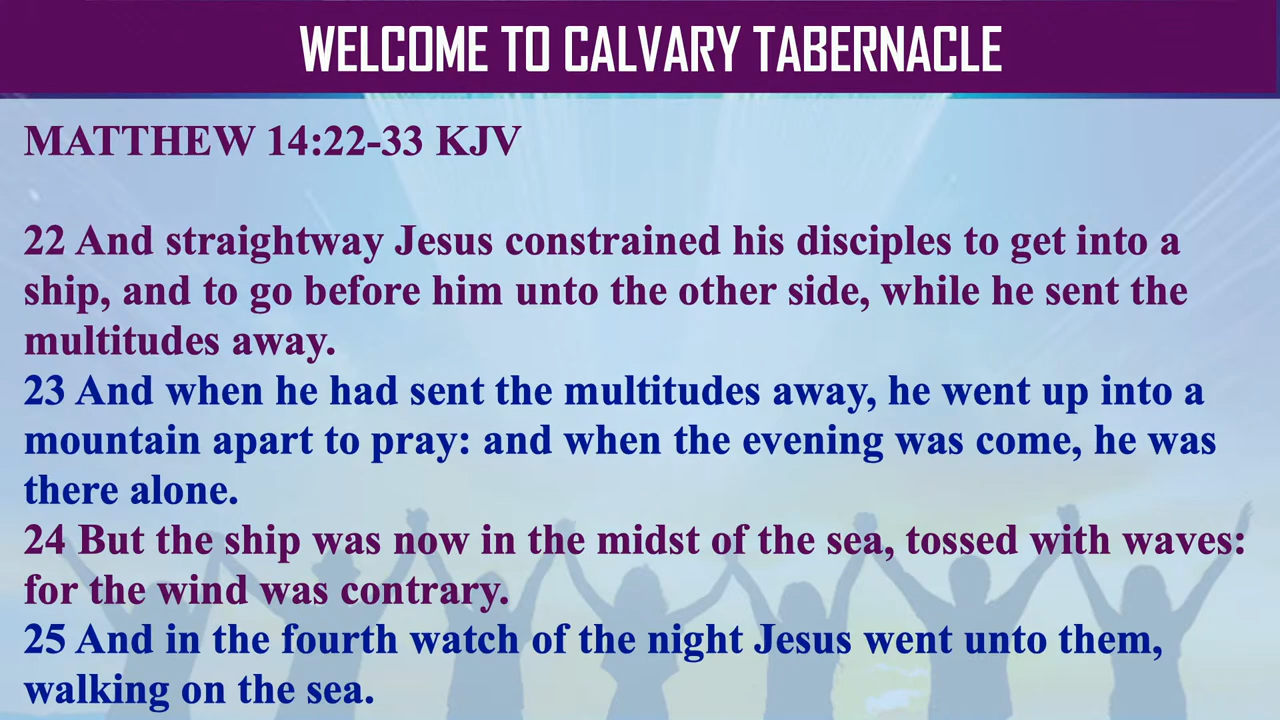 WELCOME TO CALVARY TABERNACLE
MATTHEW 14:22-33 KJV
22 And straightway Jesus constrained his disciples to get into a
ship, and to go before him unto the other side, while he sent the
multitudes away.
23 And when he had sent the multitudes away, he went up into a
mountain apart to pray: and when the evening was come, he was
there alone.
24 But the ship was now in the midst of the sea, tossed with waves:
for the wind was contrary.
25 And in the fourth watch of the night Jesus went unto them,
walking on the sea.